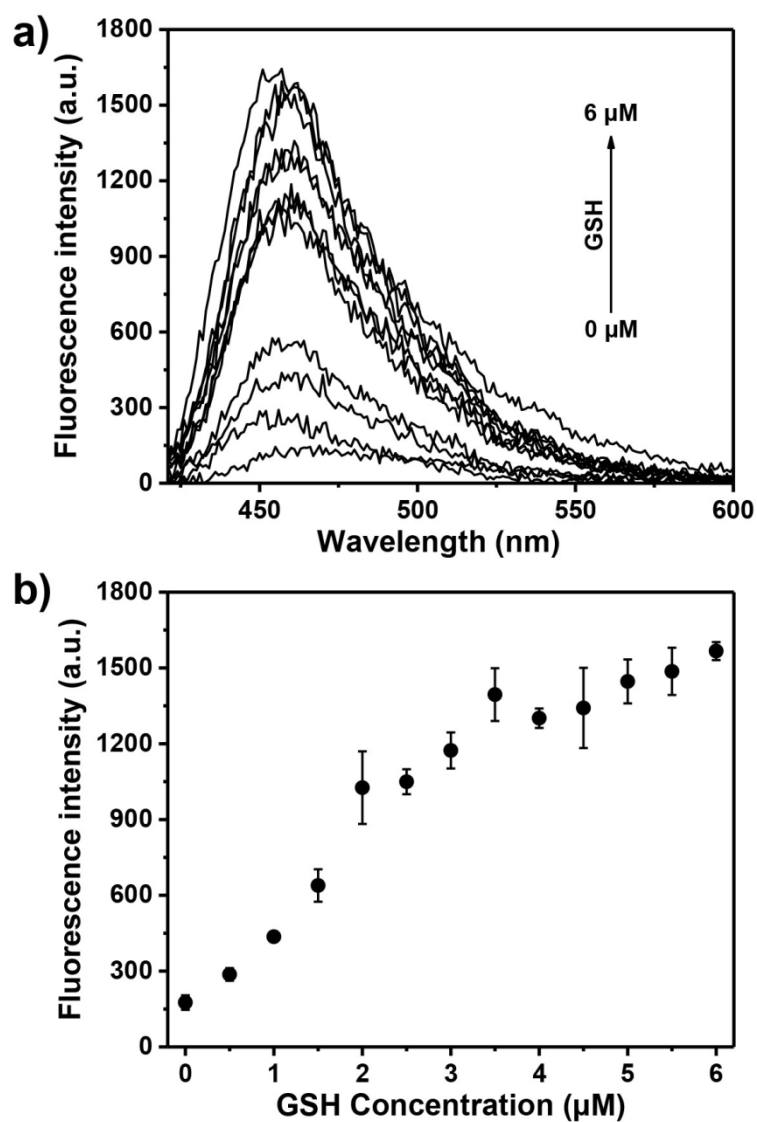 a)
Fluorescence intensity (a.u.)
1800
1500
1200
900
600
300
0
6 µM
GSH
0 µM
450
500
550
600
Wavelength (nm)
b)
Fluorescence intensity (a.u.)
1800
1500
1200
900
600
300
0
0
1
2
3
4
5
6
GSH Concentration (µM)